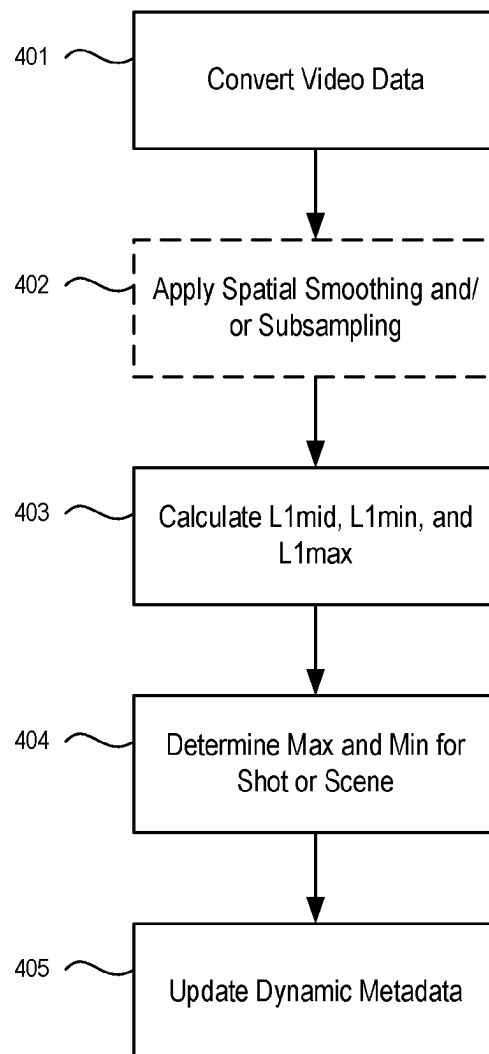 401
Convert Video Data
402
Apply Spatial Smoothing and/
or Subsampling
403
Calculate L1mid, L1min, and
L1max
404
Determine Max and Min for
Shot or Scene
405
Update Dynamic Metadata